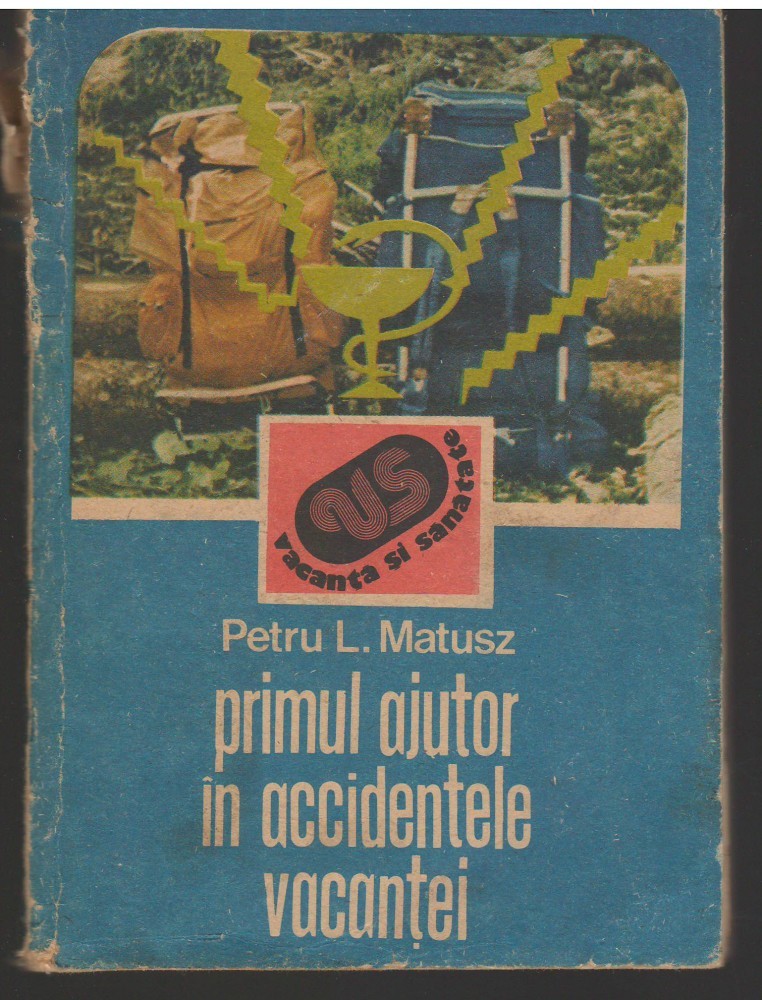 VS
vacanta si sanatate
Petru L. Matusz
primul ajutor
în accidentele
vacanței